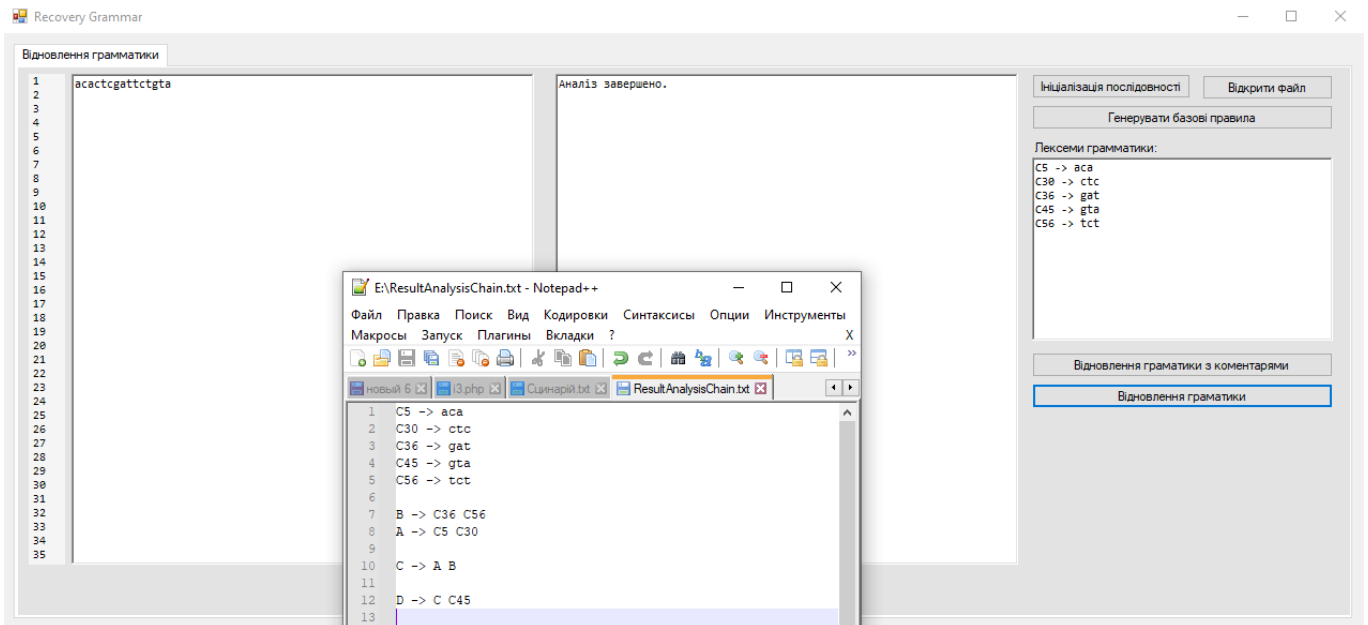 Recovery Grammar
Відновлення грамматики
1
2
3
4
5
6
7
8
9
10
11
12
13
14
15
16
17
18
19
20
21
22
23
24
25
26
27
28
29
30
31
32
33
34
35
acactcgattctgta
Аналіз завершено.
Ініціалізація послідовності Відкрити файл
Генерувати базові правила
Лексеми грамматики:
C5 -> aca
C30 -> ctc
C36 -> gat
C45 -> gta
C56 -> tct
Відновлення граматики з коментарями
Відновлення граматики
E:\ResultAnalysisChain.txt - Notepad++
Файл Правка Поиск Вид Кодировки Синтаксисы Опции Инструменты
Макросы Запуск Плагины Вкладки ? X
новый 6 i3.php Сцинарій.txt ResultAnalysisChain.txt
1 C5 -> aca
2 C30 -> ctc
3 C36 -> gat
4 C45 -> gta
5 C56 -> tct
6
7 B -> C36 C56
8 A -> C5 C30
9
10 C -> A B
11
12 D -> C C45
13